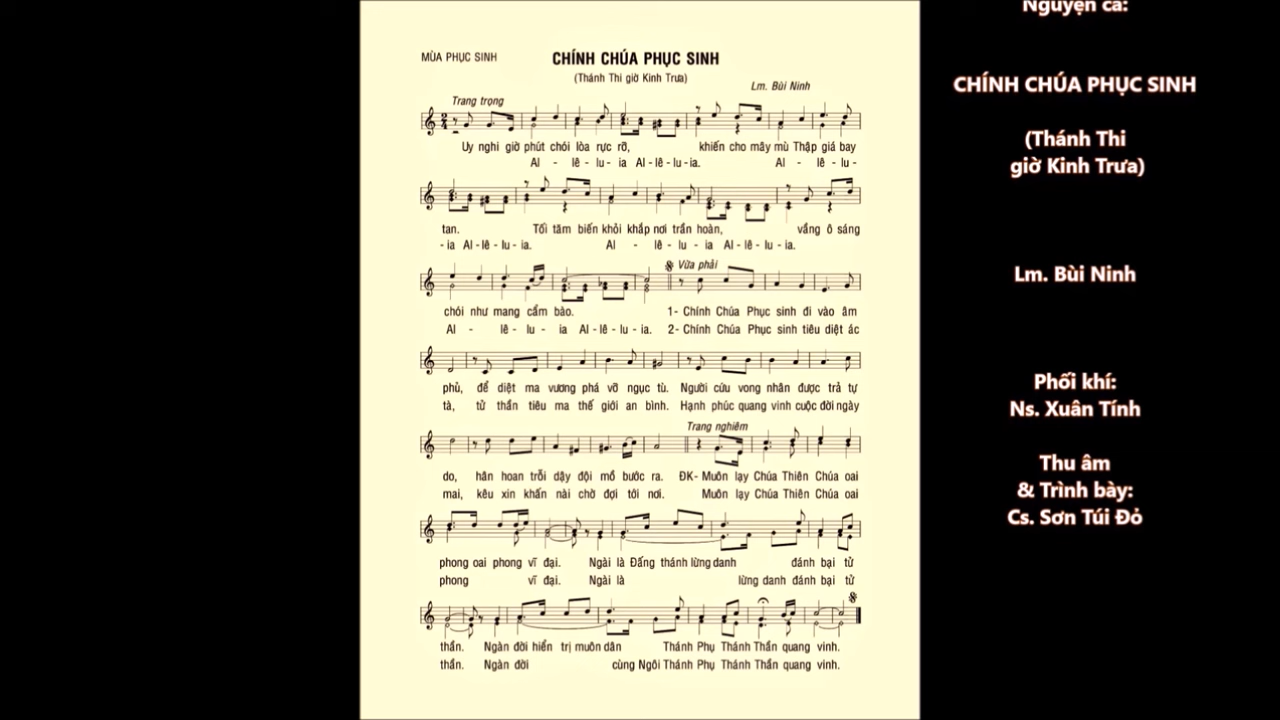 MÙA PHỤC SINH
CHÍNH CHÚA PHỤC SINH
(Thánh Thi giờ Kinh Trưa)
Lm. Bùi Ninh
Trang trọng
Uy nghi giờ phút chói lòa rực rỡ, khiến cho mây mù Thập giá bay
Al - lê - lu - ia Al - lê - lu - ia. Al - lê - lu -
tan. Tối tăm biến khỏi khắp nơi trần hoàn, vầng ô sáng
- ia Al - lê - lu - ia. Al - lê - lu - ia Al - lê - lu - ia.
Vừa phải
chói như mang cẩm bào. 1- Chính Chúa Phục sinh đi vào âm
Al - lê - lu - ia Al - lê - lu - ia. 2- Chính Chúa Phục sinh tiêu diệt ác
phủ, để diệt ma vương phá vỡ ngục tù. Người cứu vong nhân được trả tự
tà, tử thần tiêu ma thế giới an bình. Hạnh phúc quang vinh cuộc đời ngày
Trang nghiêm
do, hân hoan trỗi dậy đội mồ bước ra. ĐK- Muôn lạy Chúa Thiên Chúa oai
mai, kêu xin khấn nài chờ đợi tới nơi. Muôn lạy Chúa Thiên Chúa oai
phong oai phong vĩ đại. Ngài là Đấng thánh lừng danh đánh bại tử
phong vĩ đại. Ngài là lừng danh đánh bại tử
thần. Ngàn đời hiển trị muôn dân Thánh Phụ Thánh Thần quang vinh.
thần. Ngàn đời cùng Ngôi Thánh Phụ Thánh Thần quang vinh.
Nguyện ca:
CHÍNH CHÚA PHỤC SINH
(Thánh Thi
giờ Kinh Trưa)
Lm. Bùi Ninh
Phối khí:
Ns. Xuân Tính
Thu âm
& Trình bày:
Cs. Sơn Túi Đỏ